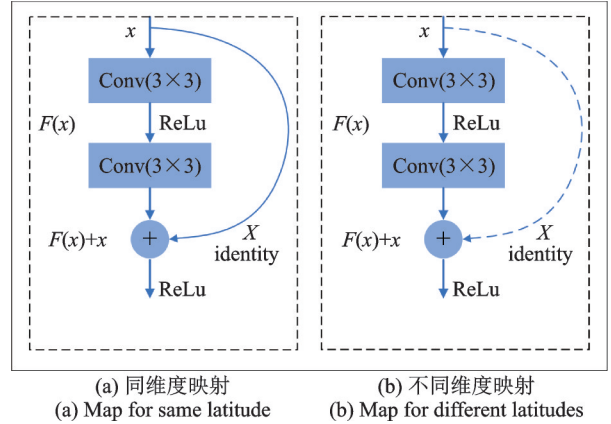 x
Conv(3×3)
F(x)
ReLu
Conv(3×3)
F(x)+x
+
X
identity
ReLu
x
Conv(3×3)
F(x)
ReLu
Conv(3×3)
F(x)+x
+
X
identity
ReLu
(a) 同维度映射
(a) Map for same latitude
(b) 不同维度映射
(b) Map for different latitudes